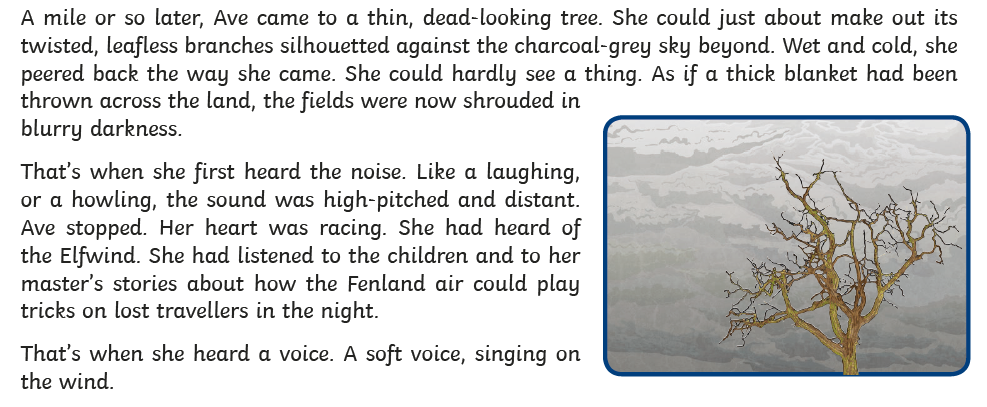 A mile or so later, Ave came to a thin, dead-looking tree. She could just about make out its
twisted, leafless branches silhouetted against the charcoal-grey sky beyond. Wet and cold, she
peered back the way she came. She could hardly see a thing. As if a thick blanket had been
thrown across the land, the fields were now shrouded in
blurry darkness.
That’s when she first heard the noise. Like a laughing,
or a howling, the sound was high-pitched and distant.
Ave stopped. Her heart was racing. She had heard of
the Elfwind. She had listened to the children and to her
master’s stories about how the Fenland air could play
tricks on lost travellers in the night.
That’s when she heard a voice. A soft voice, singing on
the wind.